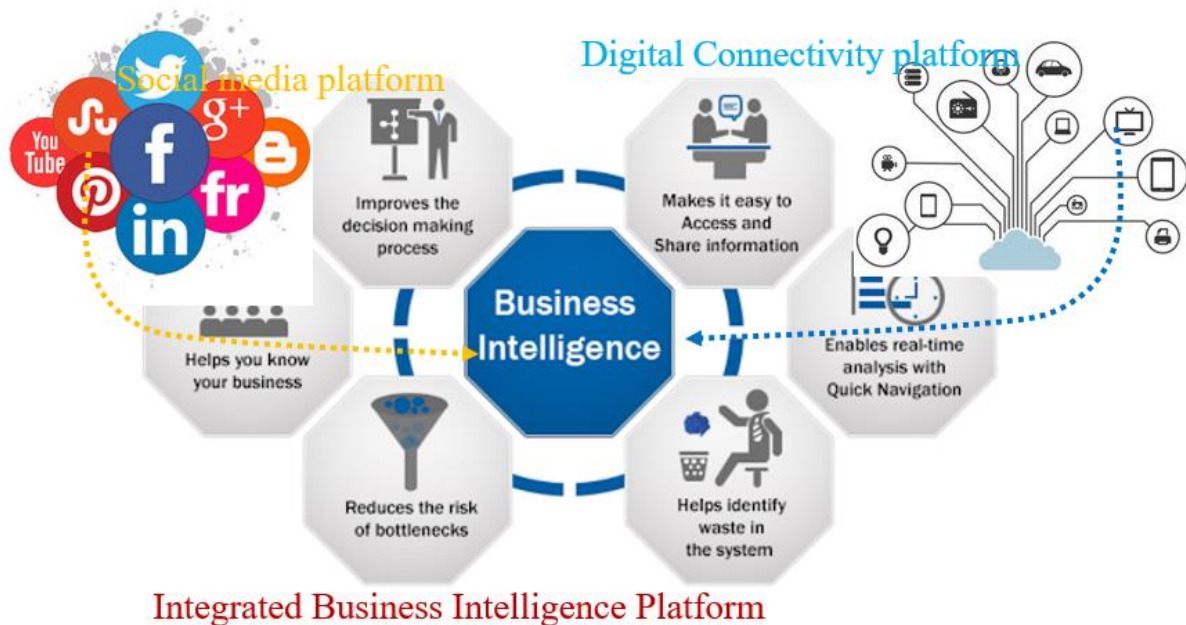 Digital Connectivity platform
Social media platform
g+
You
Tube
f
B
fr
in
Improves the
decision making
process
Makes it easy to
Access and
Share information
Business
Intelligence
Helps you know
your business
Enables real-time
analysis with
Quick Navigation
Reduces the risk
of bottlenecks
Helps identify
waste in
the system
Integrated Business Intelligence Platform